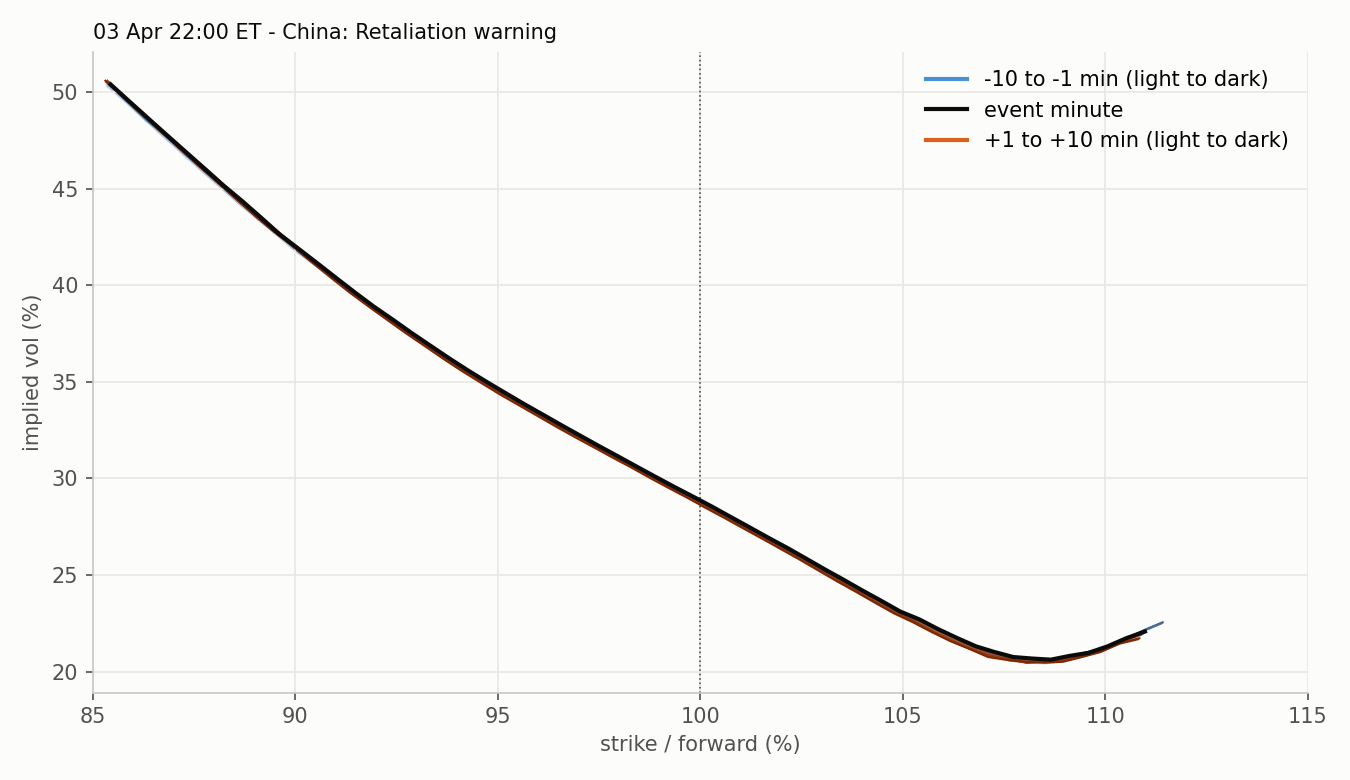 03 Apr 22:00 ET - China: Retaliation warning
-10 to -1 min (light to dark)
event minute
+1 to +10 min (light to dark)
implied vol (%)
50
45
40
35
30
25
20
85
90
95
100
105
110
115
strike / forward (%)